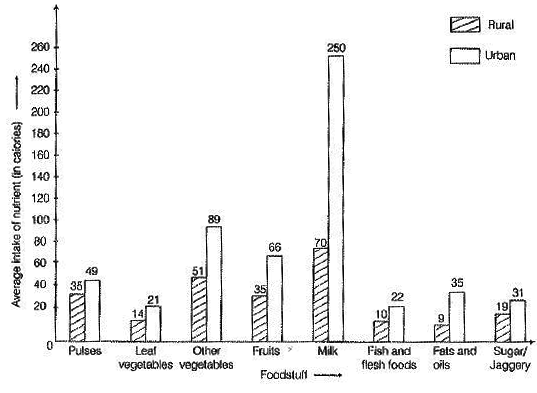 Rural
Urban
Average intake of nutrient (in calories)
260
240
220
200
180
160
140
120
100
80
60
40
20
0
35
49
14
21
51
89
35
66
70
250
10
22
9
35
19
31
Pulses
Leaf
vegetables
Other
vegetables
Fruits
Milk
Fish and
flesh foods
Fats and
oils
Sugar/
Jaggery
Foodstuff